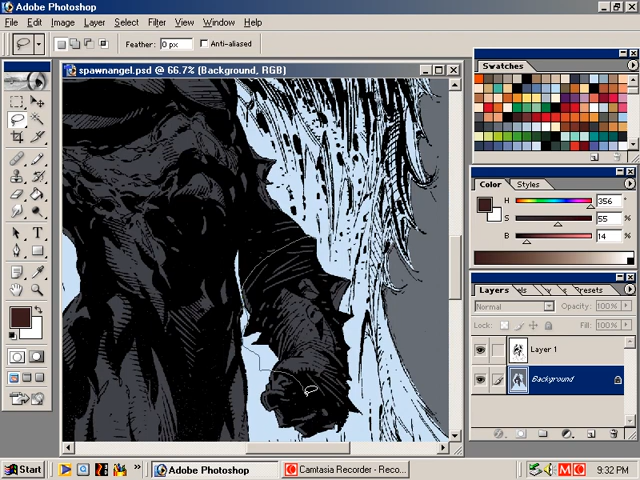 Adobe Photoshop
File Edit Image Layer Select Filter View Window Help
Feather: 0 px Anti-aliased
spawnangel.psd @ 66.7% (Background, RGB)
Swatches
Color Styles
H 356 °
S 55 %
B 14 %
Layers
Normal Opacity: 100%
Lock: Fill: 100%
Layer 1
Background
Start Adobe Photoshop Camtasia Recorder - Reco... 9:32 PM